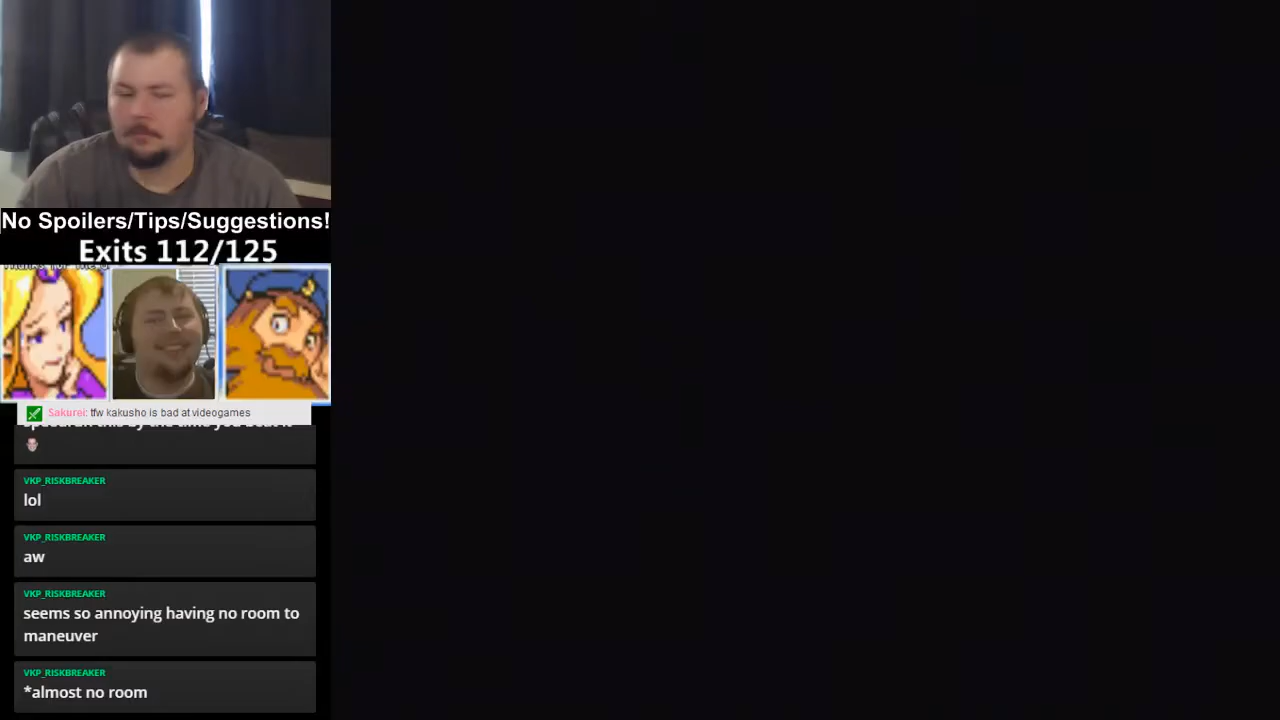 No Spoilers/Tips/Suggestions!
Exits 112/125
Sakurei: tfw kakusho is bad at videogames
VKP_RISKBREAKER
lol
VKP_RISKBREAKER
aw
VKP_RISKBREAKER
seems so annoying having no room to
maneuver
VKP_RISKBREAKER
*almost no room